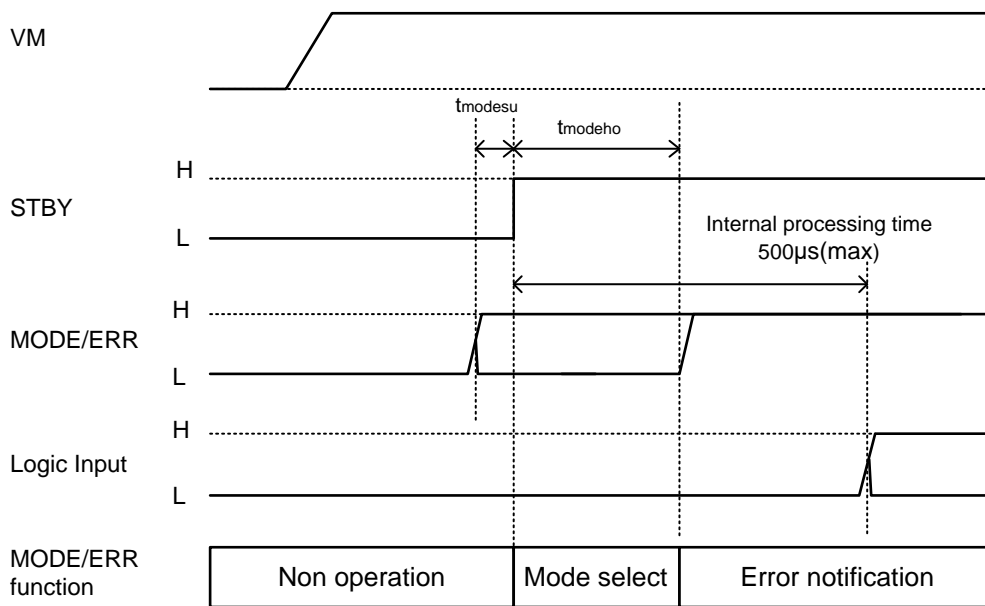 VM
tmodesu
tmodeho
H
STBY
L
Internal processing time
500µs(max)
H
MODE/ERR
L
H
Logic Input
L
MODE/ERR
function
Non operation
Mode select
Error notification